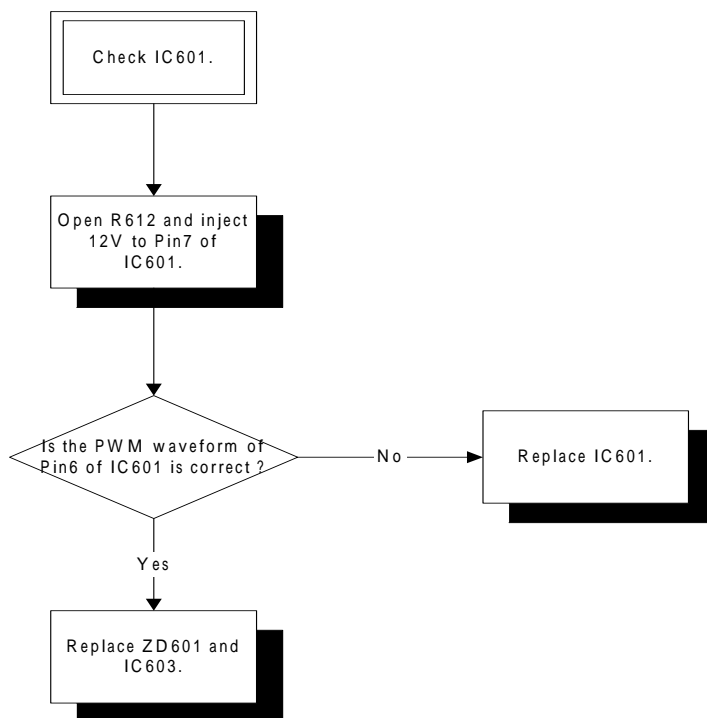 Check IC601.
Open R612 and inject
12V to Pin7 of
IC601.
Is the PWM waveform of
Pin6 of IC601 is correct ?
No
Replace IC601.
Yes
Replace ZD601 and
IC603.